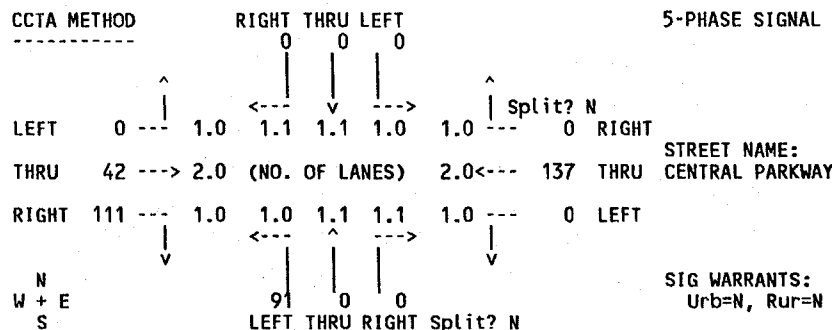 CCTA METHOD RIGHT THRU LEFT 5-PHASE SIGNAL
----------- 0 0 0
^ ^
<--- v ---> Split? N
LEFT 0 --- 1.0 1.1 1.1 1.0 1.0 --- 0 RIGHT
STREET NAME:
THRU 42 ---> 2.0 (NO. OF LANES) 2.0<--- 137 THRU CENTRAL PARKWAY
RIGHT 111 --- 1.0 1.0 1.1 1.1 1.0 --- 0 LEFT
<--- ^ --->
v v
N SIG WARRANTS:
W + E 91 0 0 Urb=N, Rur=N
S LEFT THRU RIGHT Split? N